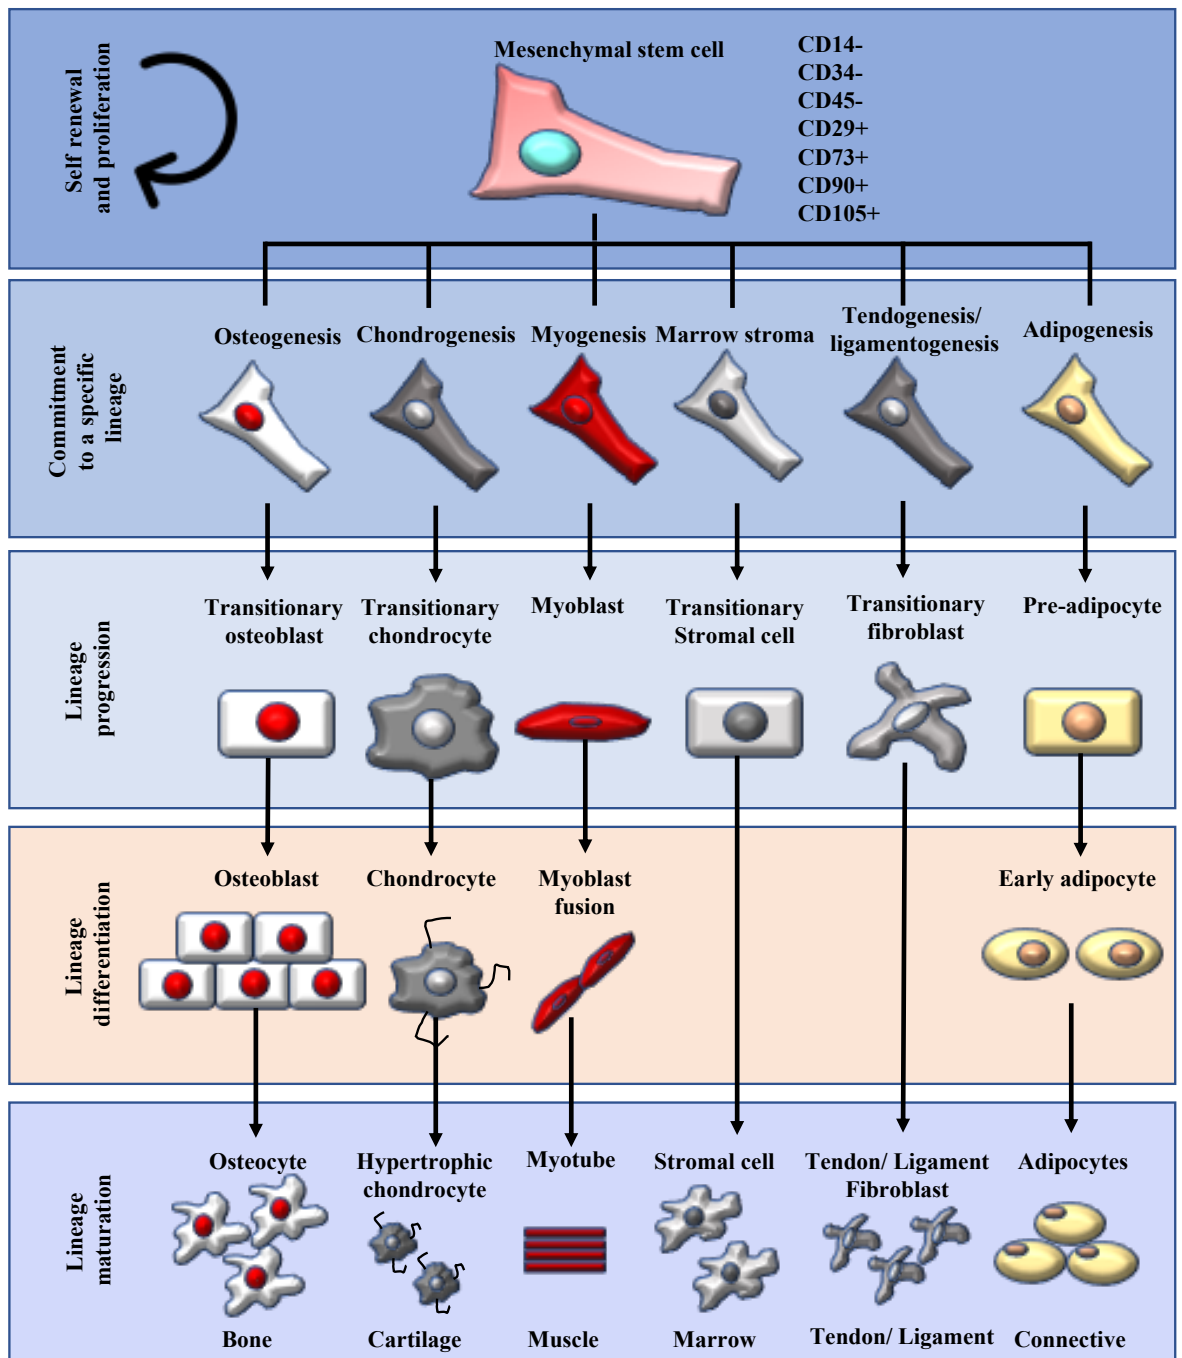 Self renewal
and proliferation
Mesenchymal stem cell
CD14-
CD34-
CD45-
CD29+
CD73+
CD90+
CD105+
Commitment
to a specific
lineage
Osteogenesis
Chondrogenesis
Myogenesis
Marrow stroma
Tendogenesis/
ligamentogenesis
Adipogenesis
Lineage
progression
Transitionary
osteoblast
Transitionary
chondrocyte
Myoblast
Transitionary
Stromal cell
Transitionary
fibroblast
Pre-adipocyte
Lineage
differentiation
Osteoblast
Chondrocyte
Myoblast
fusion
Early adipocyte
Lineage
maturation
Osteocyte
Hypertrophic
chondrocyte
Myotube
Stromal cell
Tendon/ Ligament
Fibroblast
Adipocytes
Bone
Cartilage
Muscle
Marrow
Tendon/ Ligament
Connective